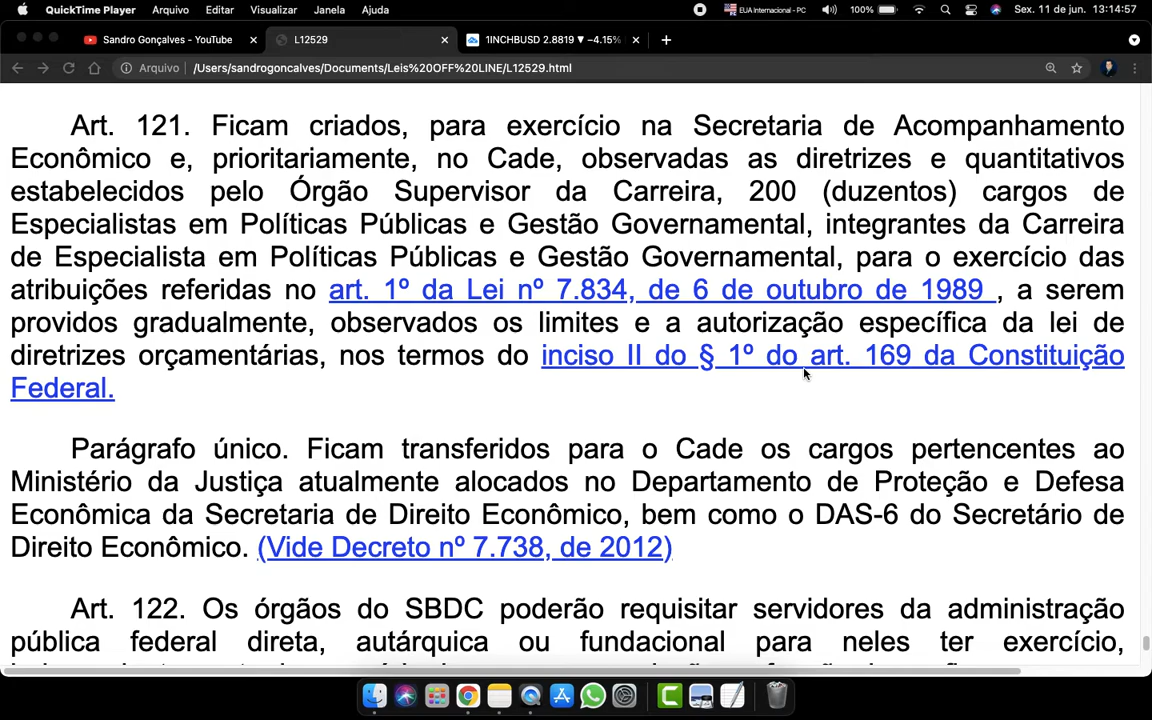 QuickTime Player Arquivo Editar Visualizar Janela Ajuda EUA Internacional - PC 100% Sex. 11 de jun. 13:14:57
Sandro Gonçalves - YouTube L12529 1INCHBUSD 2.8819 ▼ −4.15%
Arquivo /Users/sandrogoncalves/Documents/Leis%20OFF%20LINE/L12529.html
Art. 121. Ficam criados, para exercício na Secretaria de Acompanhamento
Econômico e, prioritariamente, no Cade, observadas as diretrizes e quantitativos
estabelecidos pelo Órgão Supervisor da Carreira, 200 (duzentos) cargos de
Especialistas em Políticas Públicas e Gestão Governamental, integrantes da Carreira
de Especialista em Políticas Públicas e Gestão Governamental, para o exercício das
atribuições referidas no art. 1º da Lei nº 7.834, de 6 de outubro de 1989 , a serem
providos gradualmente, observados os limites e a autorização específica da lei de
diretrizes orçamentárias, nos termos do inciso II do § 1º do art. 169 da Constituição
Federal.
Parágrafo único. Ficam transferidos para o Cade os cargos pertencentes ao
Ministério da Justiça atualmente alocados no Departamento de Proteção e Defesa
Econômica da Secretaria de Direito Econômico, bem como o DAS-6 do Secretário de
Direito Econômico. (Vide Decreto nº 7.738, de 2012)
Art. 122. Os órgãos do SBDC poderão requisitar servidores da administração
pública federal direta, autárquica ou fundacional para neles ter exercício,